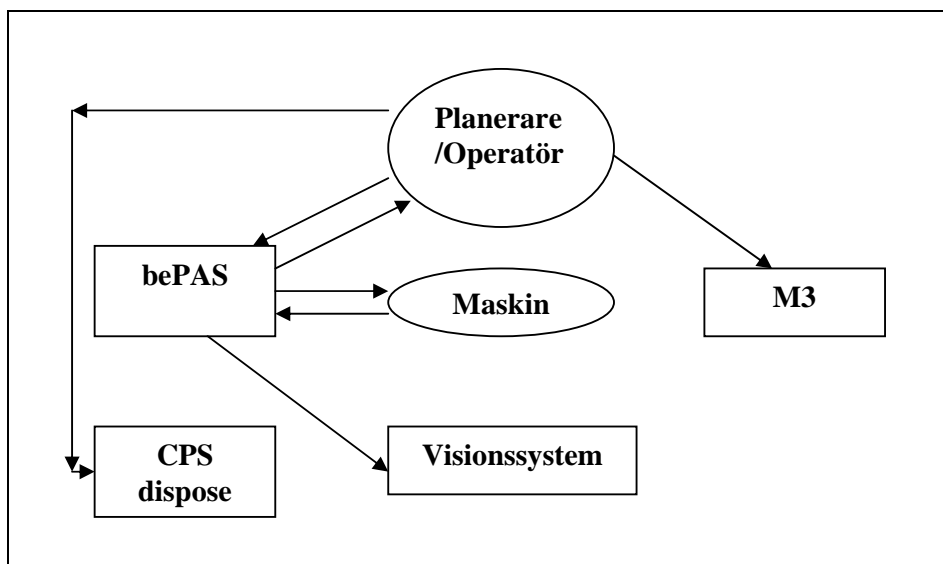 Planerare
/Operatör
bePAS
Maskin
M3
CPS
dispose
Visionssystem